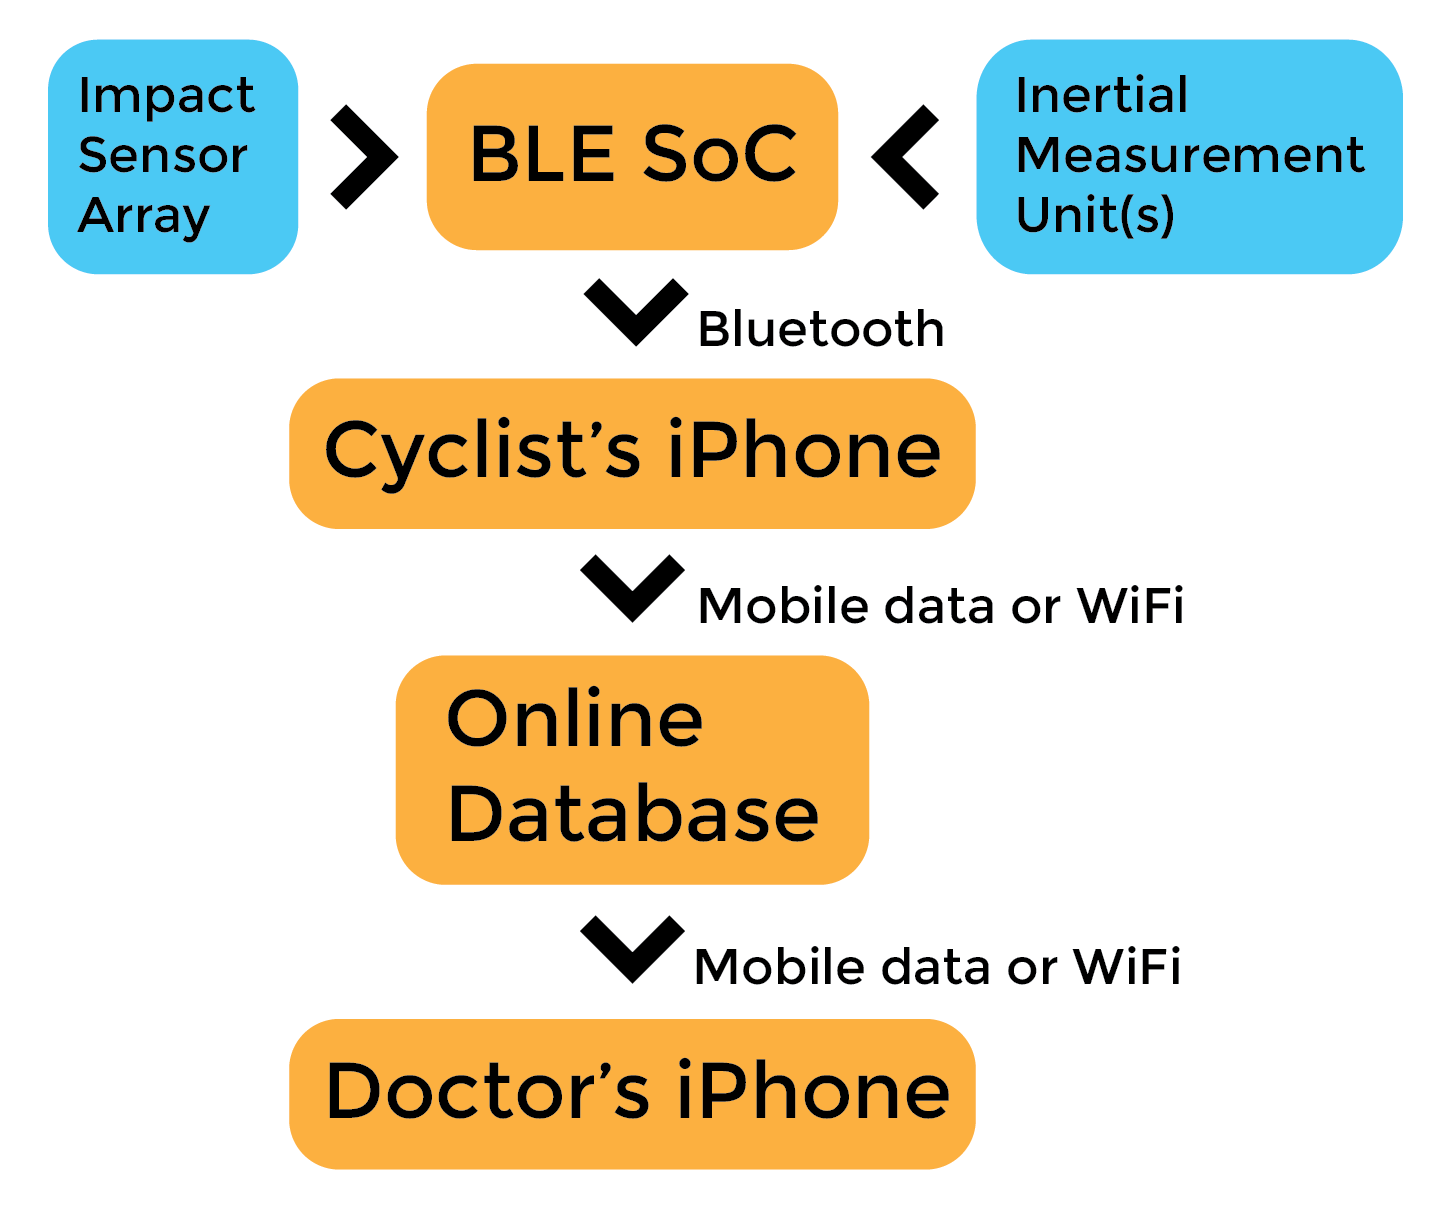 Impact
Sensor
Array
BLE SoC
Inertial
Measurement
Unit(s)
Bluetooth
Cyclist’s iPhone
Mobile data or WiFi
Online
Database
Mobile data or WiFi
Doctor’s iPhone